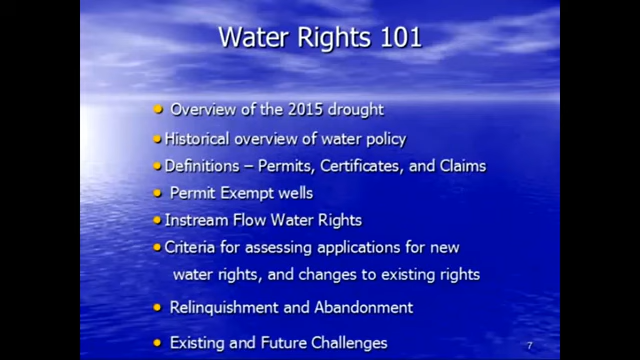 Water Rights 101
• Overview of the 2015 drought
• Historical overview of water policy
• Definitions – Permits, Certificates, and Claims
• Permit Exempt wells
• Instream Flow Water Rights
• Criteria for assessing applications for new
water rights, and changes to existing rights
• Relinquishment and Abandonment
• Existing and Future Challenges
7